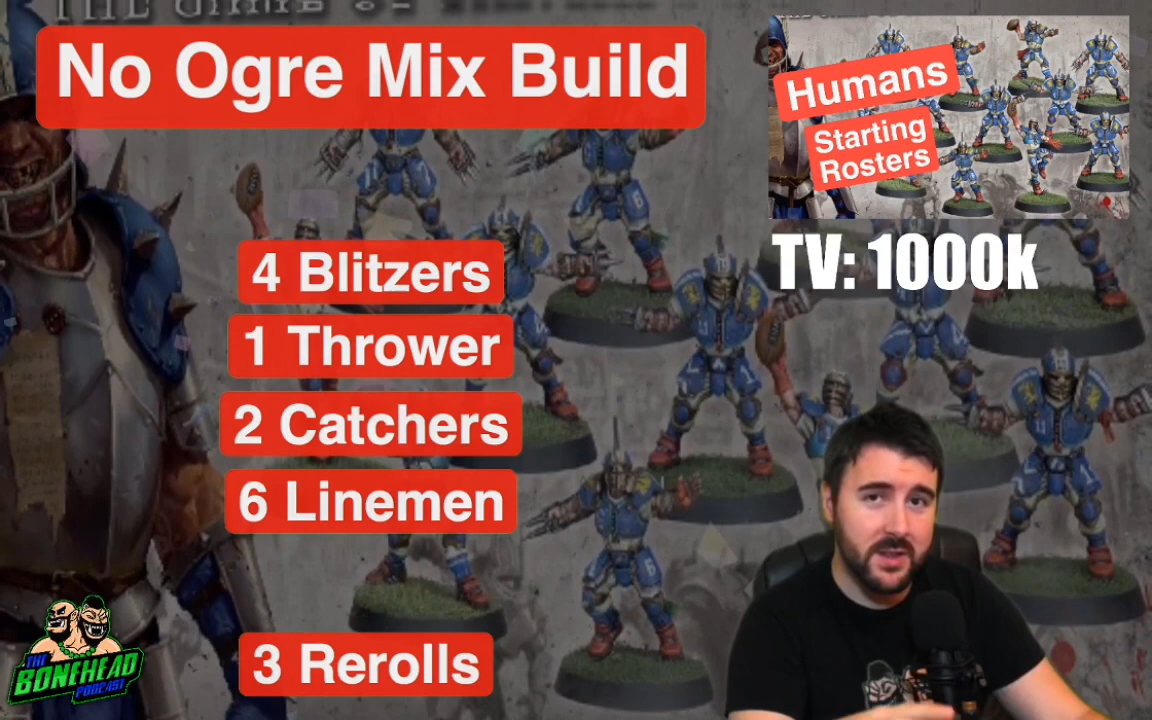 No Ogre Mix Build
Humans
Starting
Rosters
TV: 1000k
4 Blitzers
1 Thrower
2 Catchers
6 Linemen
3 Rerolls
THE
BONEHEAD
PODCAST